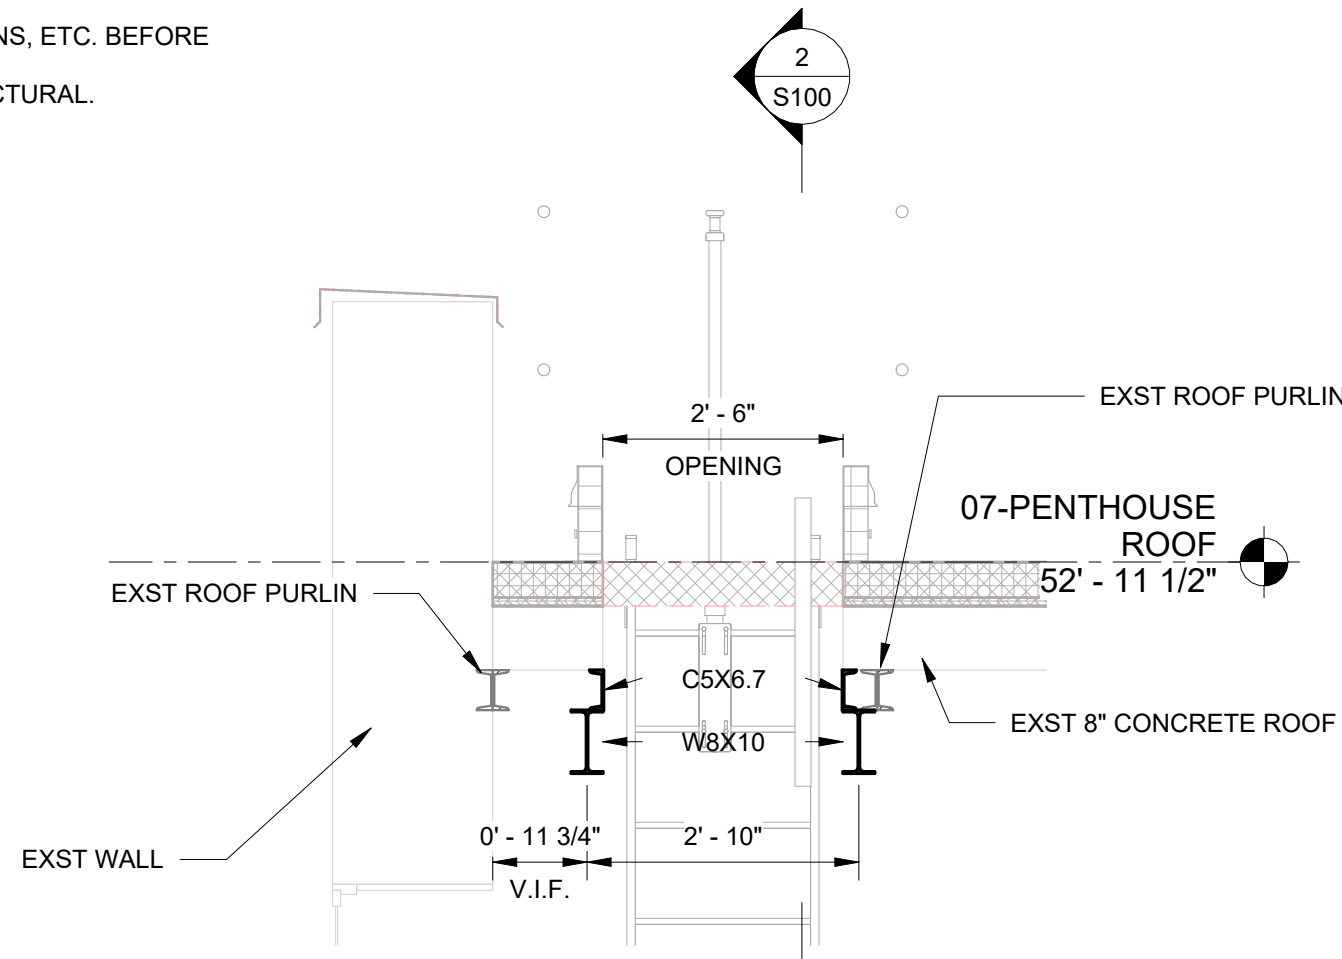 NS, ETC. BEFORE
CTURAL.
2
S100
2' - 6"
OPENING
EXST ROOF PURLIN
07-PENTHOUSE
ROOF
52' - 11 1/2"
EXST ROOF PURLIN
C5X6.7
W8X10
EXST 8" CONCRETE ROOF
0' - 11 3/4"
2' - 10"
V.I.F.
EXST WALL